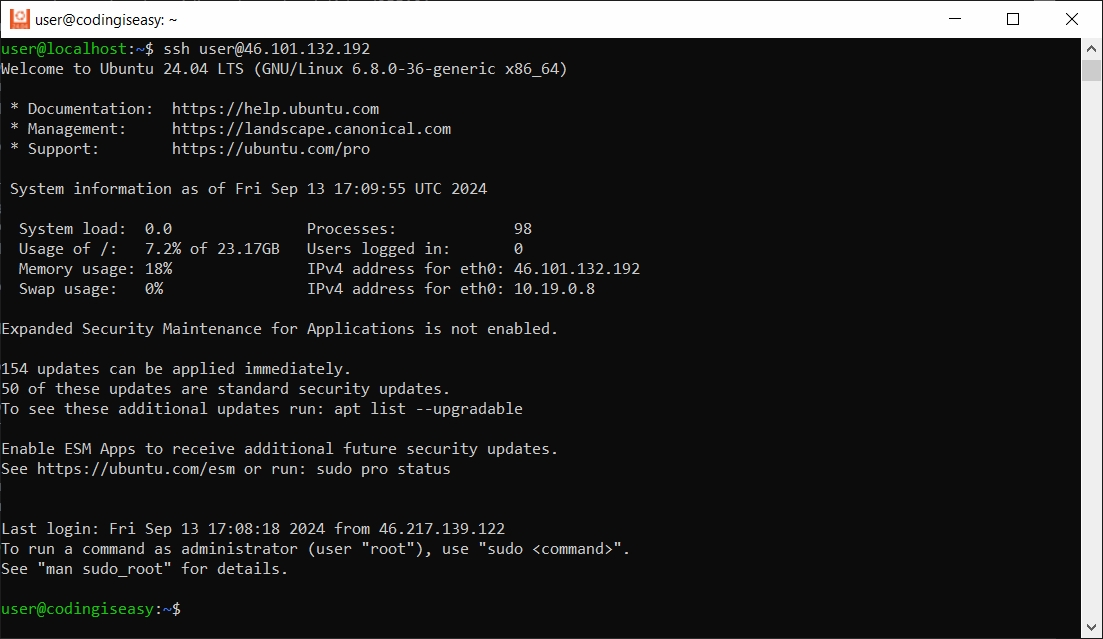 user@codingiseasy: ~
user@localhost:~$ ssh user@46.101.132.192
Welcome to Ubuntu 24.04 LTS (GNU/Linux 6.8.0-36-generic x86_64)
* Documentation:  https://help.ubuntu.com
* Management:     https://landscape.canonical.com
* Support:        https://ubuntu.com/pro
System information as of Fri Sep 13 17:09:55 UTC 2024
System load:  0.0               Processes:             98
Usage of /:   7.2% of 23.17GB   Users logged in:       0
Memory usage: 18%               IPv4 address for eth0: 46.101.132.192
Swap usage:   0%                IPv4 address for eth0: 10.19.0.8
Expanded Security Maintenance for Applications is not enabled.
154 updates can be applied immediately.
50 of these updates are standard security updates.
To see these additional updates run: apt list --upgradable
Enable ESM Apps to receive additional future security updates.
See https://ubuntu.com/esm or run: sudo pro status
Last login: Fri Sep 13 17:08:18 2024 from 46.217.139.122
To run a command as administrator (user "root"), use "sudo <command>".
See "man sudo_root" for details.
user@codingiseasy:~$